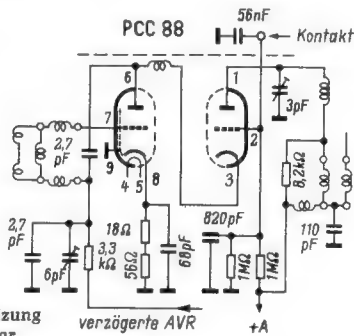 PCC 88
56nF
Kontakt
6
1
3pF
7
2
2,7
pF
9
8
4
5
3
8,2kΩ
820pF
2,7
pF
6pF
18Ω
56Ω
68pF
3,3
kΩ
1MΩ
1MΩ
110
pF
zung
verzögerte AVR
+A